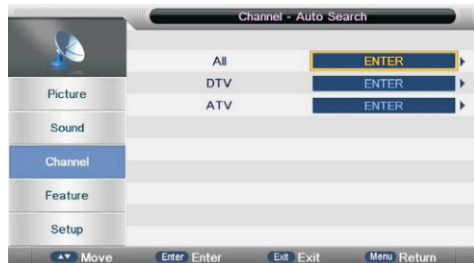 Channel - Auto Search
All ENTER
DTV ENTER
ATV ENTER
Picture
Sound
Channel
Feature
Setup
Move Enter Enter Exit Exit Menu Return